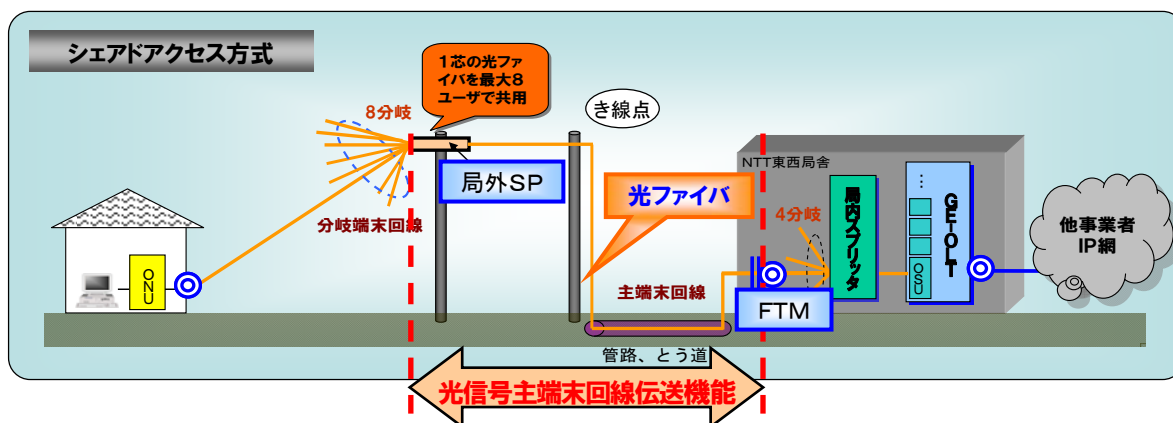 シェアドアクセス方式
1芯の光ファ
イバを最大8
ユーザで共用
8分岐
き線点
NTT東西局舎
局外SP
光ファイバ
4分岐
局内スプリッタ
…
GE-OLT
OSU
他事業者
IP網
分岐端末回線
ONU
主端末回線
FTM
管路、とう道
光信号主端末回線伝送機能